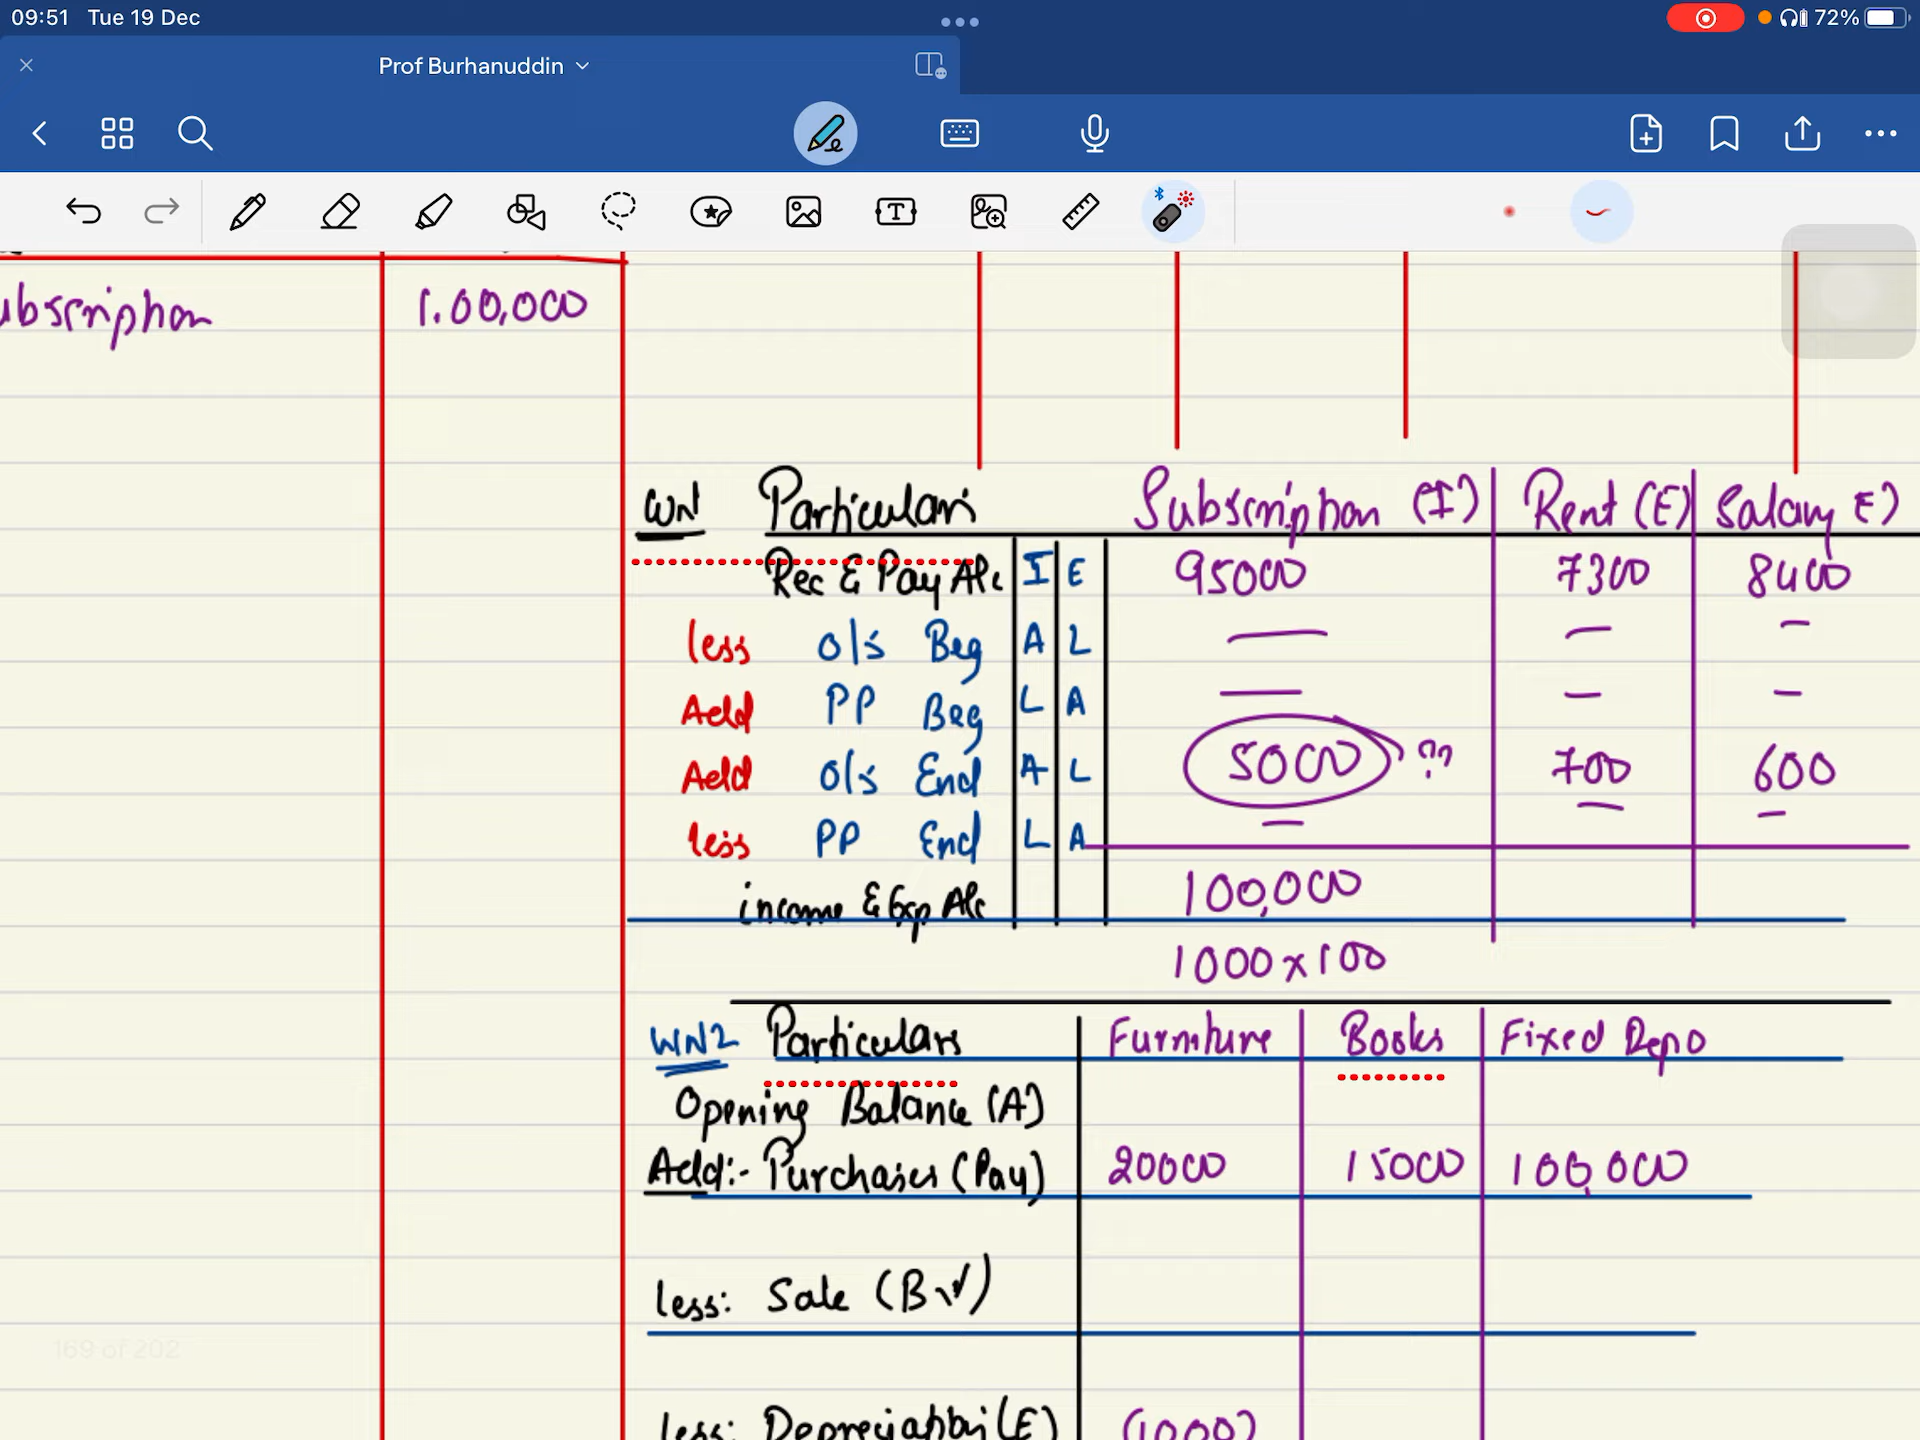 09:51 Tue 19 Dec
72%
Prof Burhanuddin
ubscription 1,00,000
WN1 Particulars Subscription (I) Rent (E) Salary E)
Rec & Pay A/c I E 95000 7300 8400
less O/s Beg A L — — —
Add PP Beg L A — — —
Add O/s End A L 5000 ?? 700 600
less PP End L A —
income & Exp A/c 100,000
1000 x 100
WN2 Particulars Furniture Books Fixed Depo
Opening Balance (A)
Add:- Purchases (Pay) 20000 15000 100,000
less: Sale (B.V)
169 of 202
less: Depreciation (E) (1000)